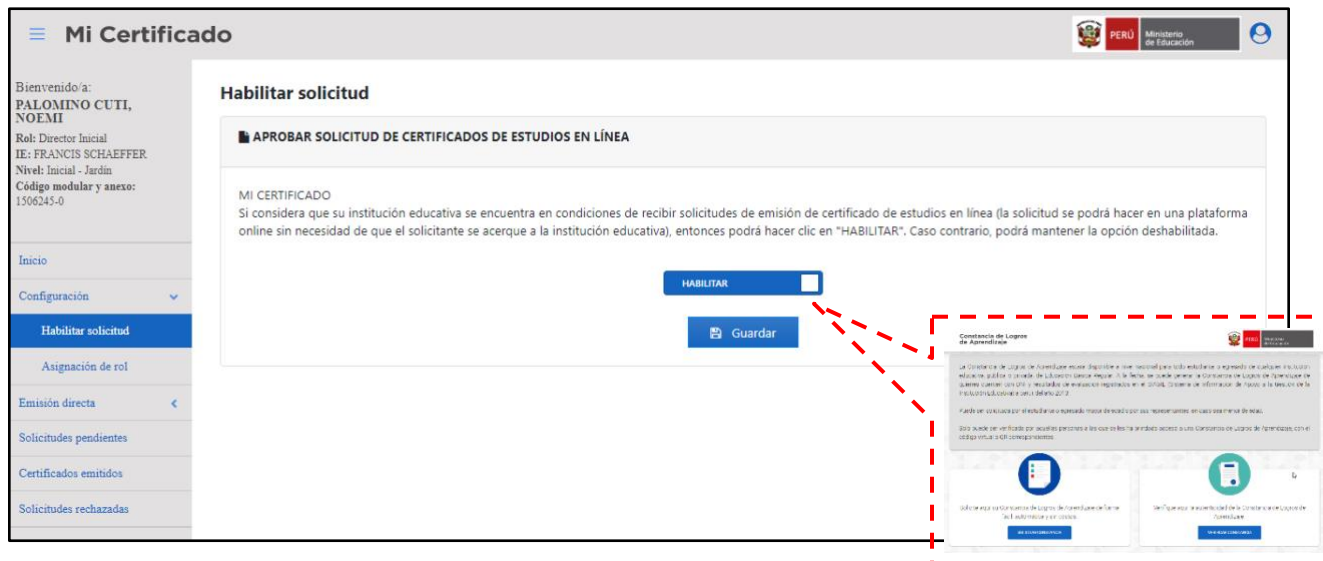 Mi Certificado
PERÚ
Ministerio
de Educación
Bienvenido/a:
PALOMINO CUTI,
NOEMI
Rol: Director Inicial
IE: FRANCIS SCHAEFFER
Nivel: Inicial - Jardín
Código modular y anexo:
1506245-0
Inicio
Configuración
Habilitar solicitud
Asignación de rol
Emisión directa
Solicitudes pendientes
Certificados emitidos
Solicitudes rechazadas
Habilitar solicitud
APROBAR SOLICITUD DE CERTIFICADOS DE ESTUDIOS EN LÍNEA
MI CERTIFICADO
Si considera que su institución educativa se encuentra en condiciones de recibir solicitudes de emisión de certificado de estudios en línea (la solicitud se podrá hacer en una plataforma
online sin necesidad de que el solicitante se acerque a la institución educativa), entonces podrá hacer clic en "HABILITAR". Caso contrario, podrá mantener la opción deshabilitada.
HABILITAR
Guardar
Constancia de Logros
de Aprendizaje
PERÚ